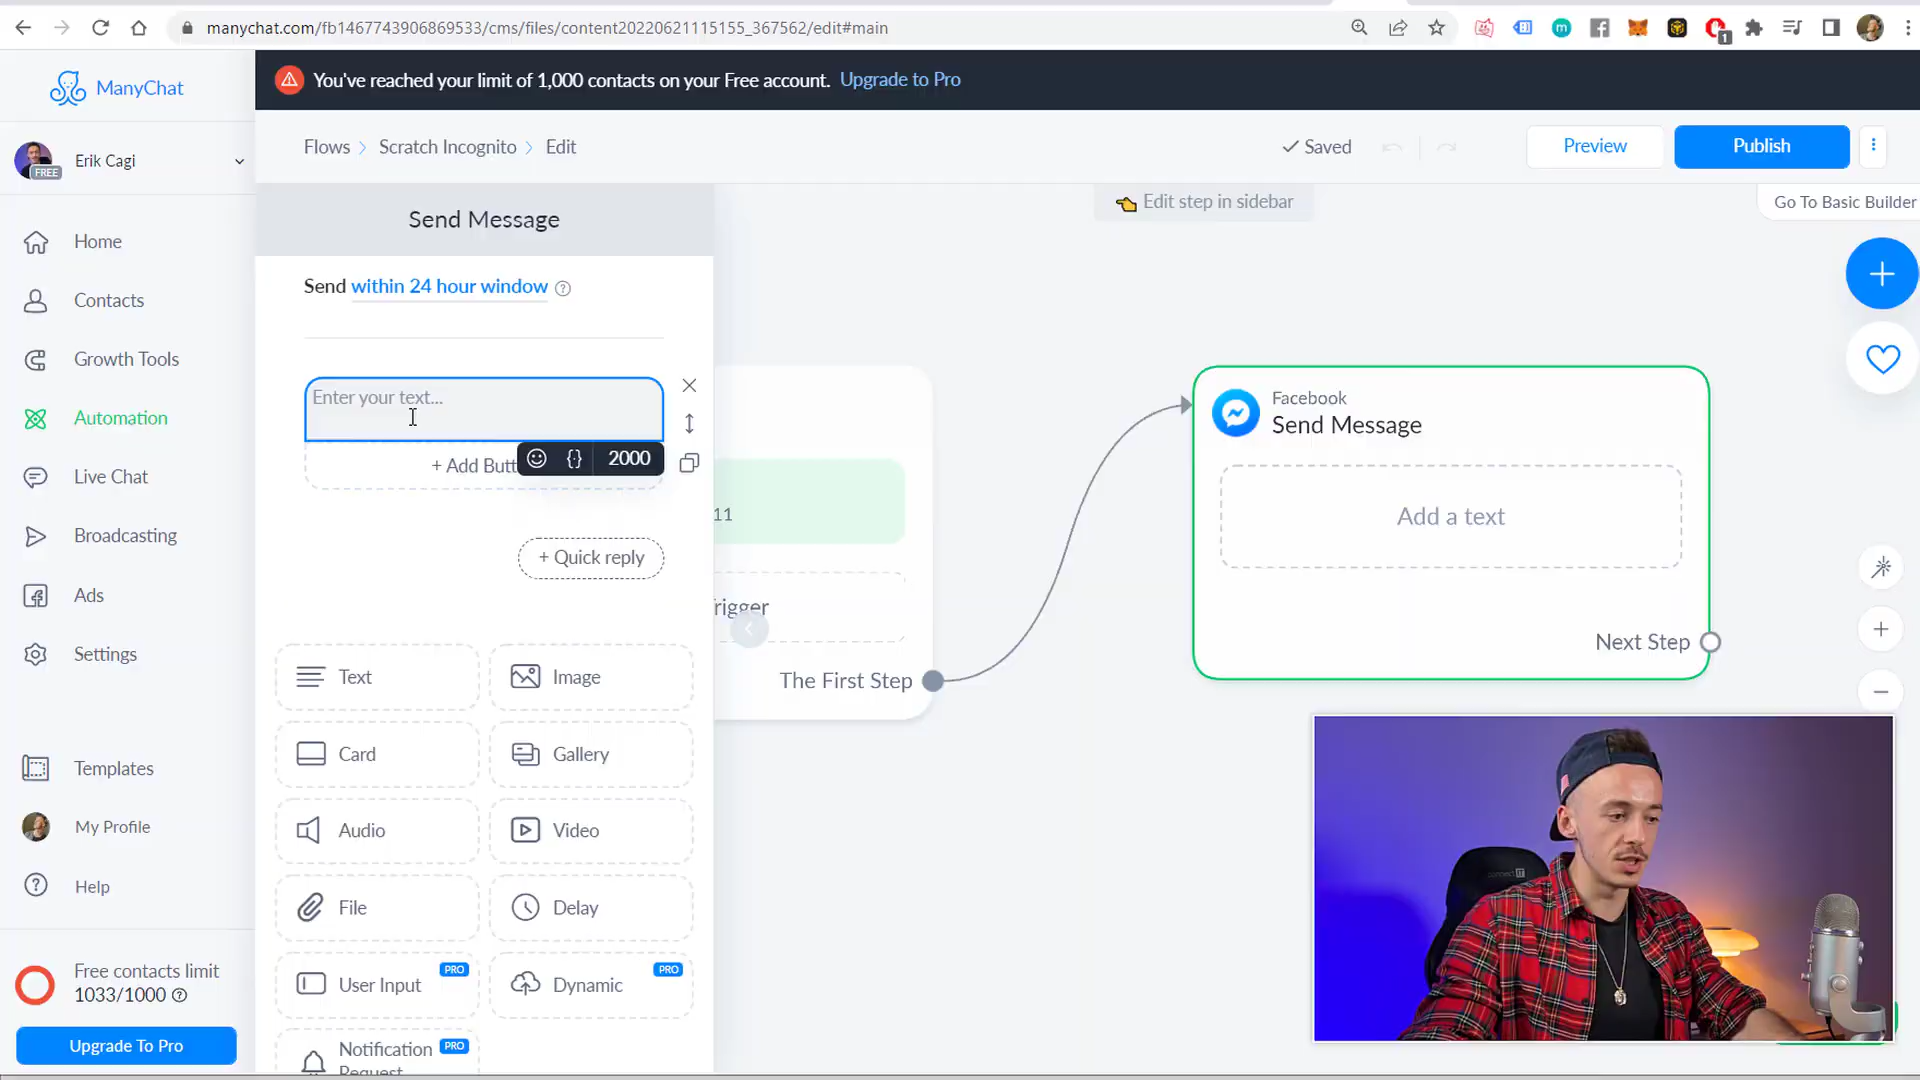 manychat.com/fb1467743906869533/cms/files/content20220621115155_367562/edit#main
1
ManyChat
You've reached your limit of 1,000 contacts on your Free account. Upgrade to Pro
Erik Cagi
FREE
Flows > Scratch Incognito > Edit
Saved
Preview
Publish
Home
Contacts
Growth Tools
Automation
Live Chat
Broadcasting
Ads
Settings
Templates
My Profile
Help
Free contacts limit
1033/1000
Upgrade To Pro
Send Message
Send within 24 hour window
Enter your text...
+ Add Butt
2000
+ Quick reply
Text
Image
Card
Gallery
Audio
Video
File
Delay
User Input PRO
Dynamic PRO
Notification PRO
Request
Edit step in sidebar
Go To Basic Builder
11
rigger
The First Step
Facebook
Send Message
Add a text
Next Step